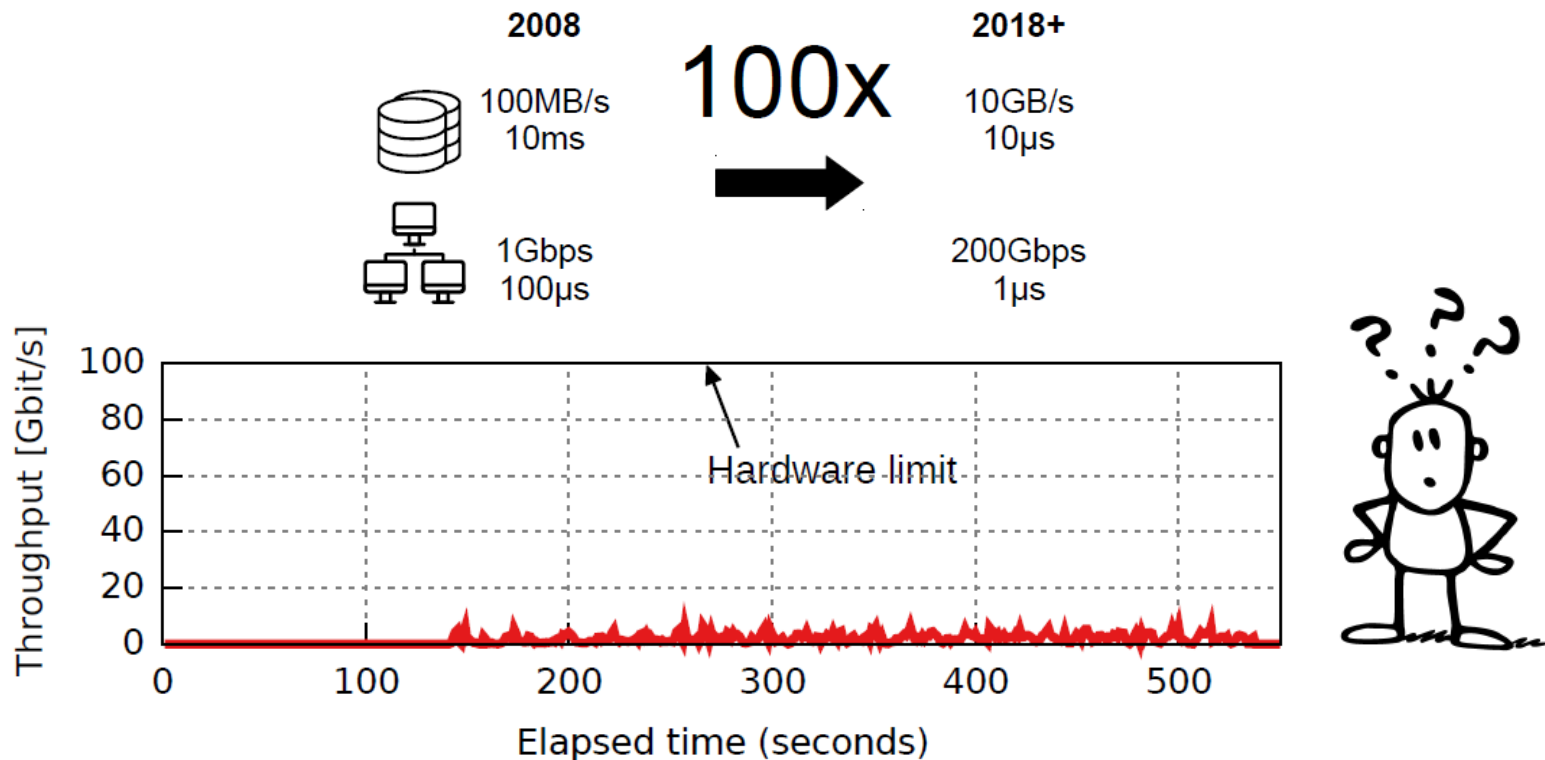 2008
100x
2018+
100MB/s
10ms
10GB/s
10µs
1Gbps
100µs
200Gbps
1µs
? ? ?
Throughput [Gbit/s]
100
80
60
40
20
0
Hardware limit
0 100 200 300 400 500
Elapsed time (seconds)